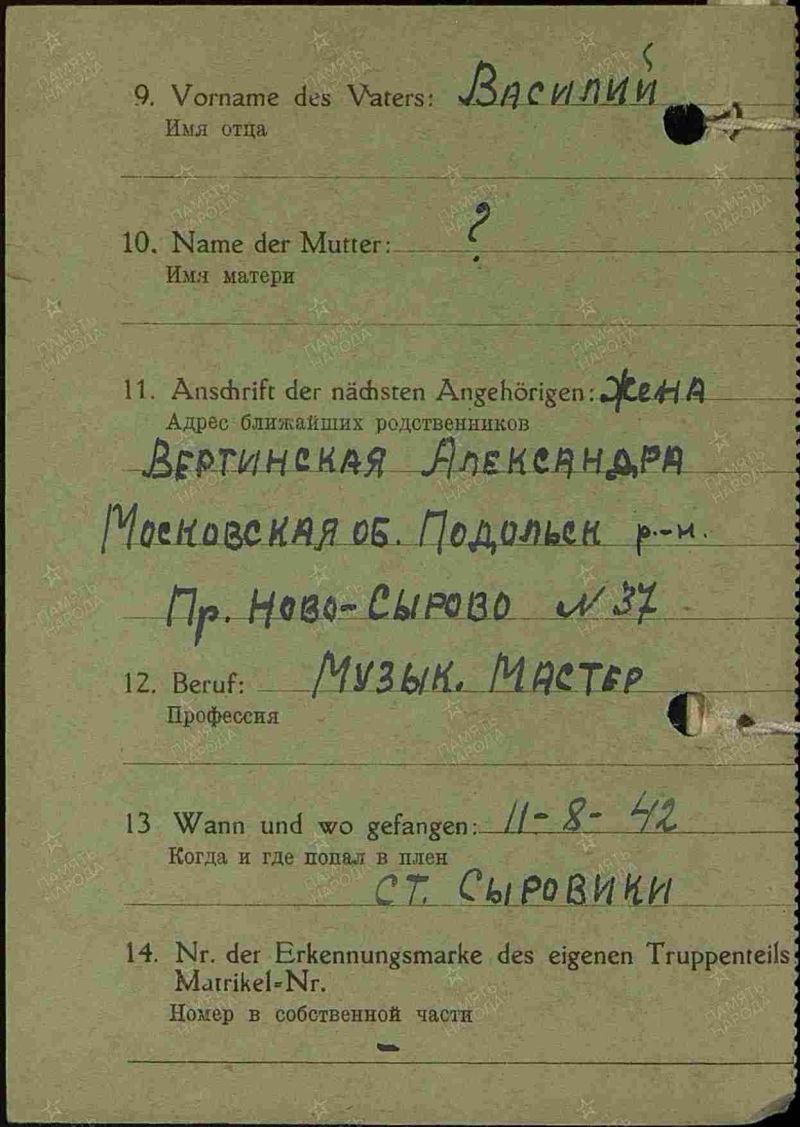 9. Vorname des Vaters: Василий
Имя отца
10. Name der Mutter: ?
Имя матери
11. Anschrift der nächsten Angehörigen: Жена
Адрес ближайших родственников
Вертинская Александра
Московская об. Подольск р-н.
Пр. Ново-Сырово N 37
12. Beruf: Музык. Мастер
Профессия
13 Wann und wo gefangen: 11-8-42
Когда и где попал в плен
ст. Сыровики
14. Nr. der Erkennungsmarke des eigenen Truppenteils
Matrikel=Nr.
Номер в собственной части
–
ПАМЯТЬ НАРОДА